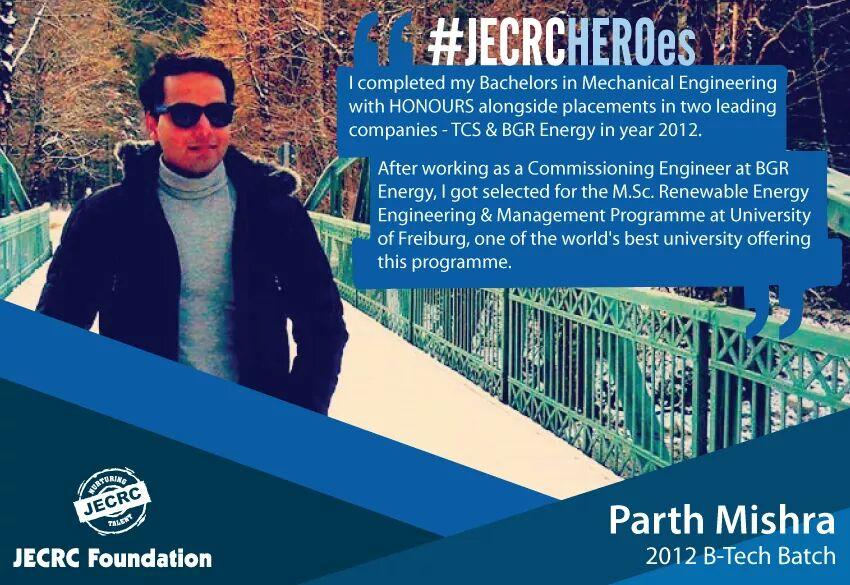 #JECRCHEROes
I completed my Bachelors in Mechanical Engineering
with HONOURS alongside placements in two leading
companies - TCS & BGR Energy in year 2012.
After working as a Commissioning Engineer at BGR
Energy, I got selected for the M.Sc. Renewable Energy
Engineering & Management Programme at University
of Freiburg, one of the world's best university offering
this programme.
NURTURING
JECRC
TALENT
JECRC Foundation
Parth Mishra
2012 B-Tech Batch